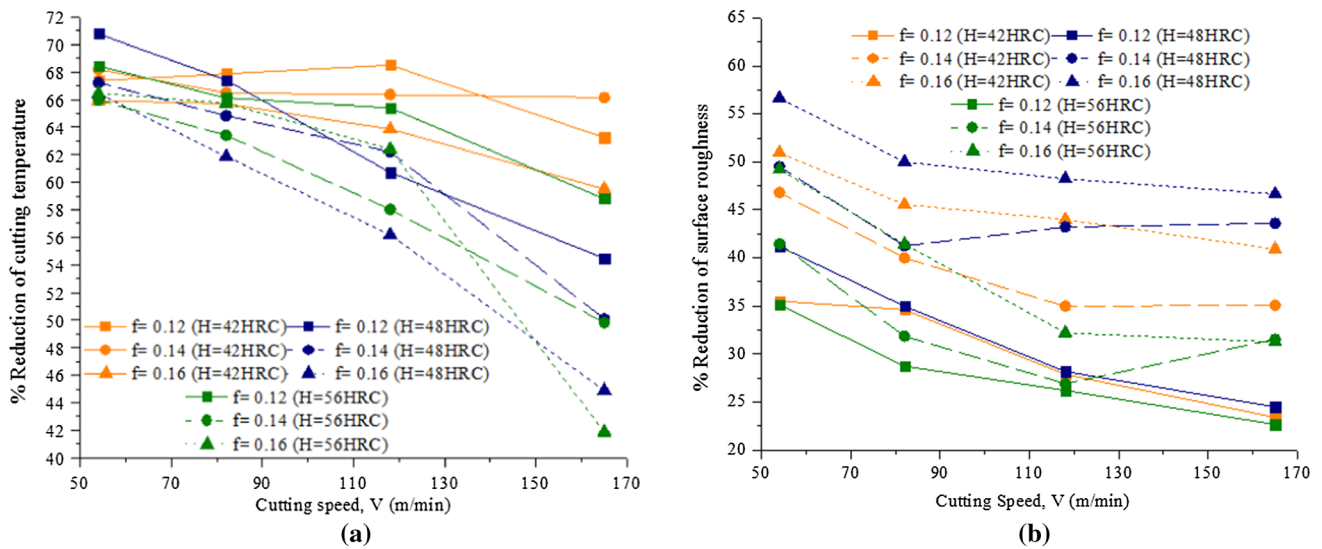 72
70
68
66
64
62
60
58
56
54
52
50
48
46
44
42
40
% Reduction of cutting temperature
f= 0.12 (H=42HRC) f= 0.12 (H=48HRC)
f= 0.14 (H=42HRC) f= 0.14 (H=48HRC)
f= 0.16 (H=42HRC) f= 0.16 (H=48HRC)
f= 0.12 (H=56HRC)
f= 0.14 (H=56HRC)
f= 0.16 (H=56HRC)
50 70 90 110 130 150 170
Cutting speed, V (m/min)
(a)
65
60
55
50
45
40
35
30
25
20
% Reduction of surface roughness
f= 0.12 (H=42HRC) f= 0.12 (H=48HRC)
f= 0.14 (H=42HRC) f= 0.14 (H=48HRC)
f= 0.16 (H=42HRC) f= 0.16 (H=48HRC)
f= 0.12 (H=56HRC)
f= 0.14 (H=56HRC)
f= 0.16 (H=56HRC)
50 70 90 110 130 150 170
Cutting Speed, V (m/min)
(b)